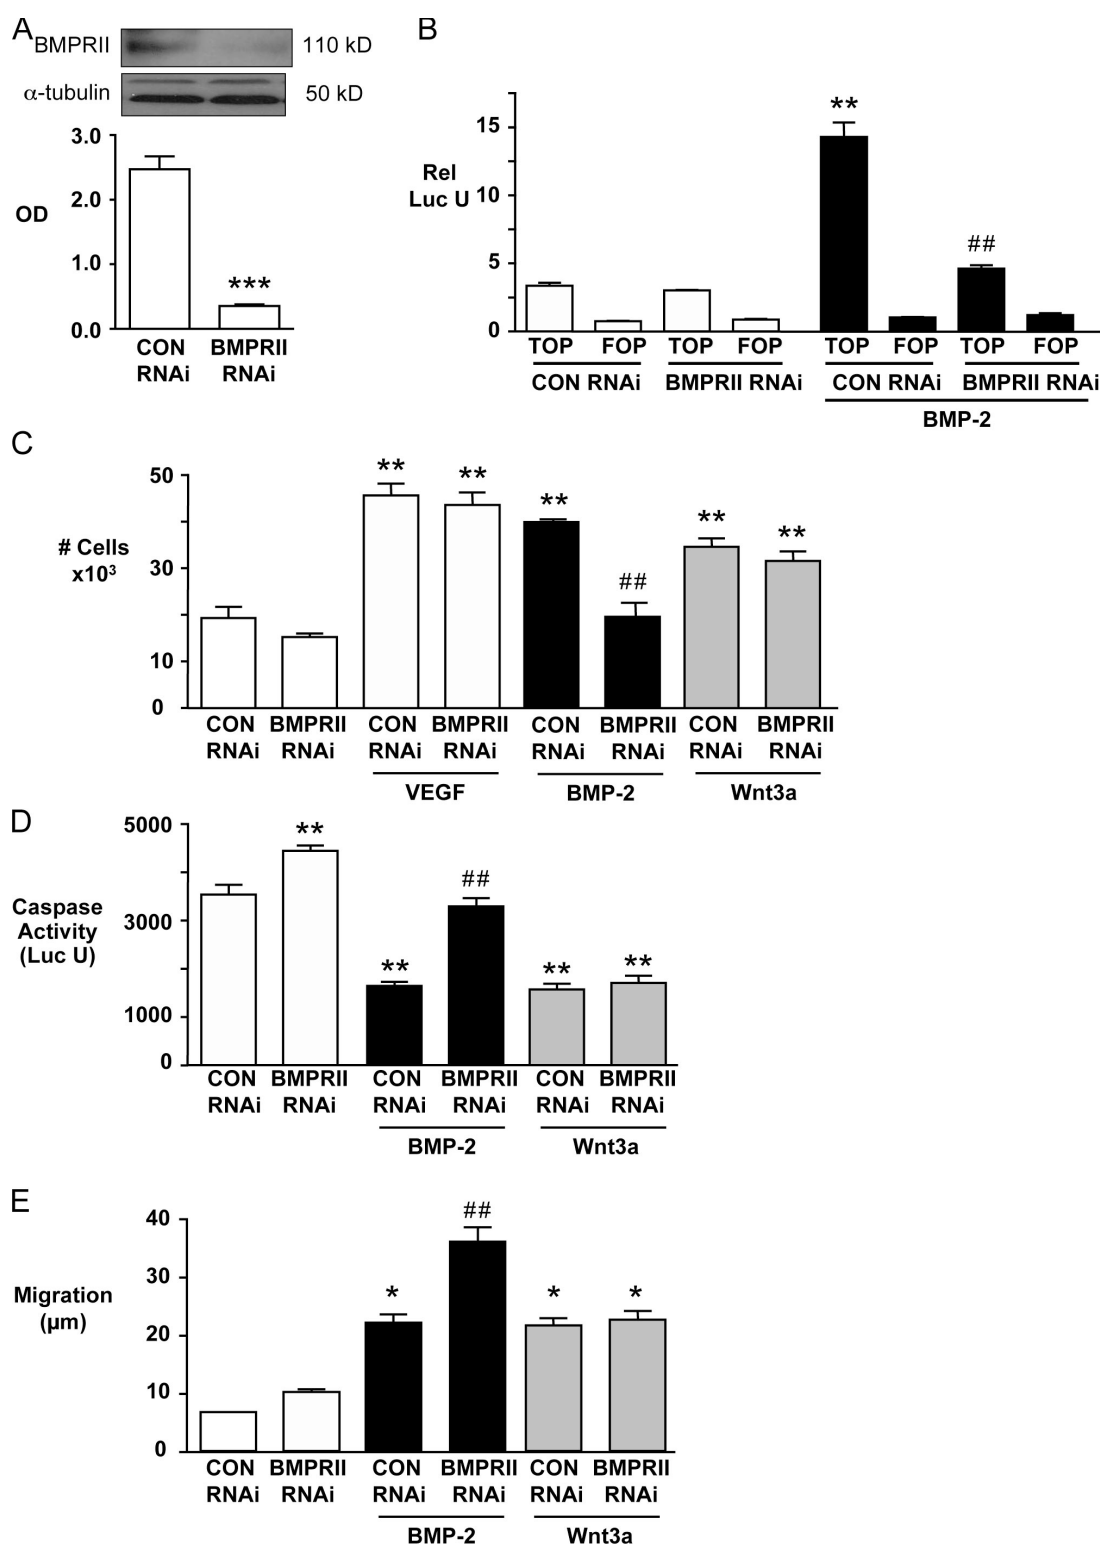 A
BMPRII 110 kD
α-tubulin 50 kD
3.0
2.0
1.0
0.0
OD
***
CON RNAi BMPRII RNAi
B
Rel
Luc U
15
10
5
0
**
##
TOP FOP TOP FOP TOP FOP TOP FOP
CON RNAi BMPRII RNAi CON RNAi BMPRII RNAi
BMP-2
C
# Cells
x10³
50
30
10
0
** ** ** ## ** **
CON BMPRII CON BMPRII CON BMPRII CON BMPRII
RNAi RNAi RNAi RNAi RNAi RNAi RNAi RNAi
VEGF BMP-2 Wnt3a
D
Caspase
Activity
(Luc U)
5000
3000
1000
0
** ** ## ** **
CON BMPRII CON BMPRII CON BMPRII
RNAi RNAi RNAi RNAi RNAi RNAi
BMP-2 Wnt3a
E
Migration
(µm)
40
30
20
10
0
* ## * *
CON BMPRII CON BMPRII CON BMPRII
RNAi RNAi RNAi RNAi RNAi RNAi
BMP-2 Wnt3a